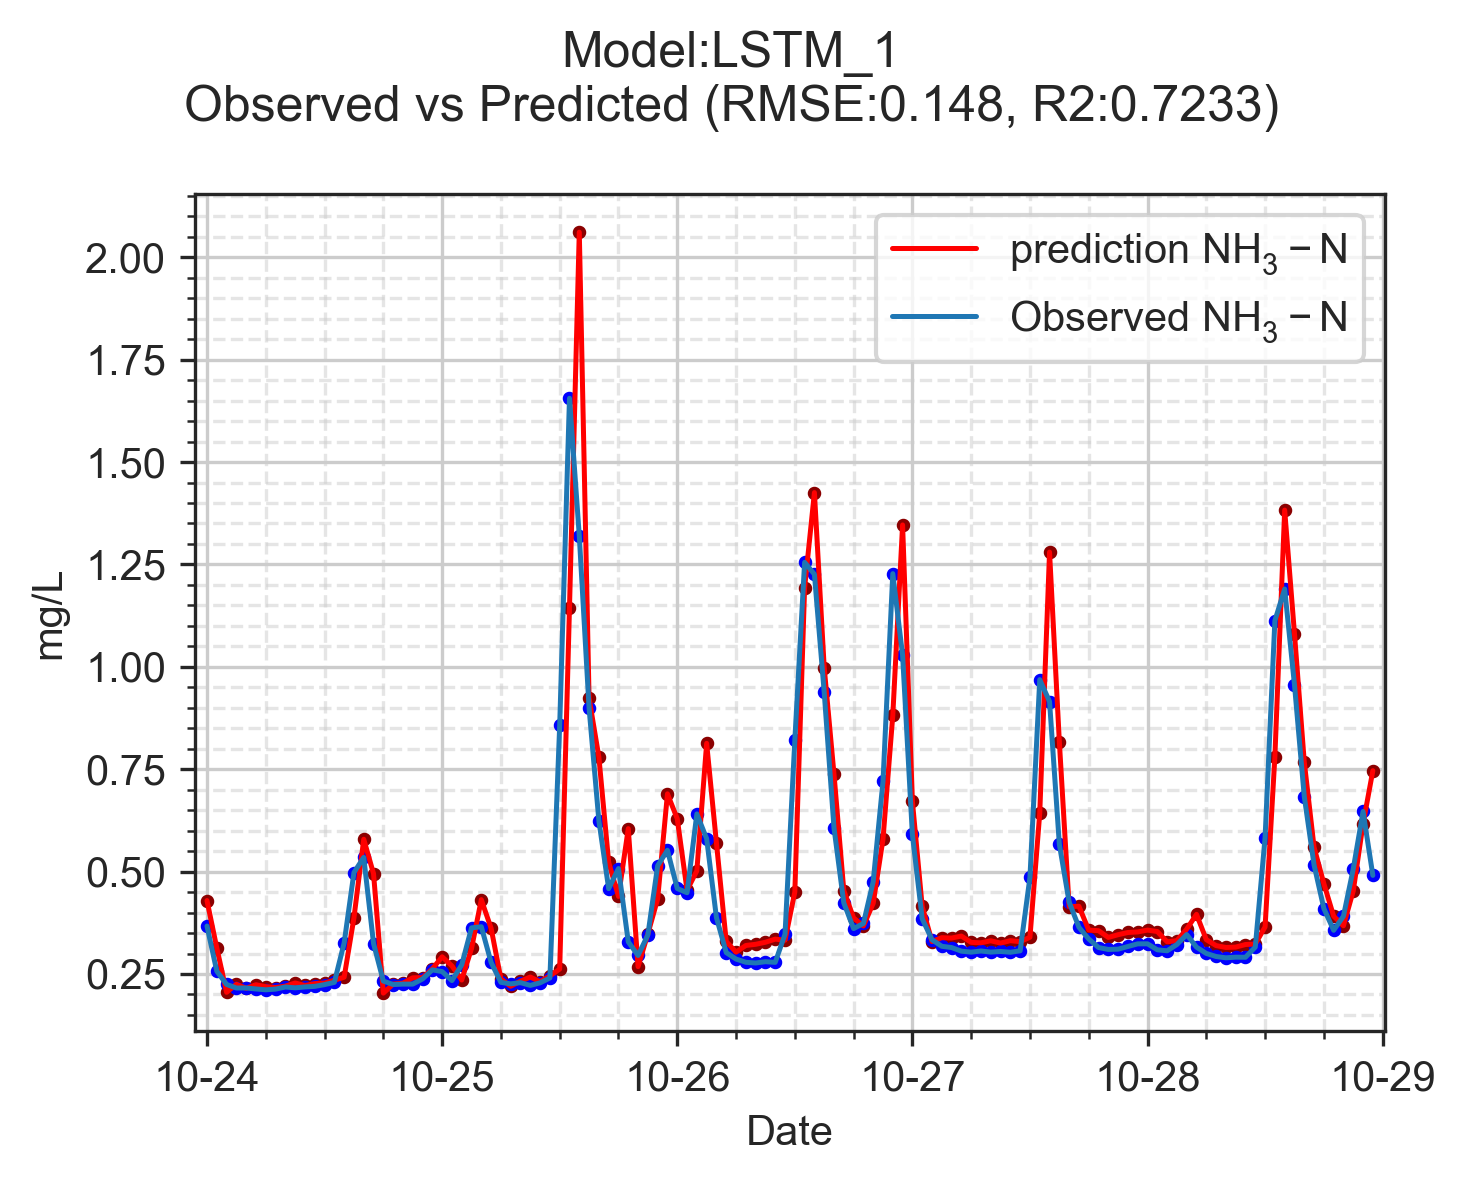 Model:LSTM_1
Observed vs Predicted (RMSE:0.148, R2:0.7233)
prediction NH₃ − N
Observed NH₃ − N
2.00
1.75
1.50
1.25
1.00
0.75
0.50
0.25
mg/L
10-24 10-25 10-26 10-27 10-28 10-29
Date